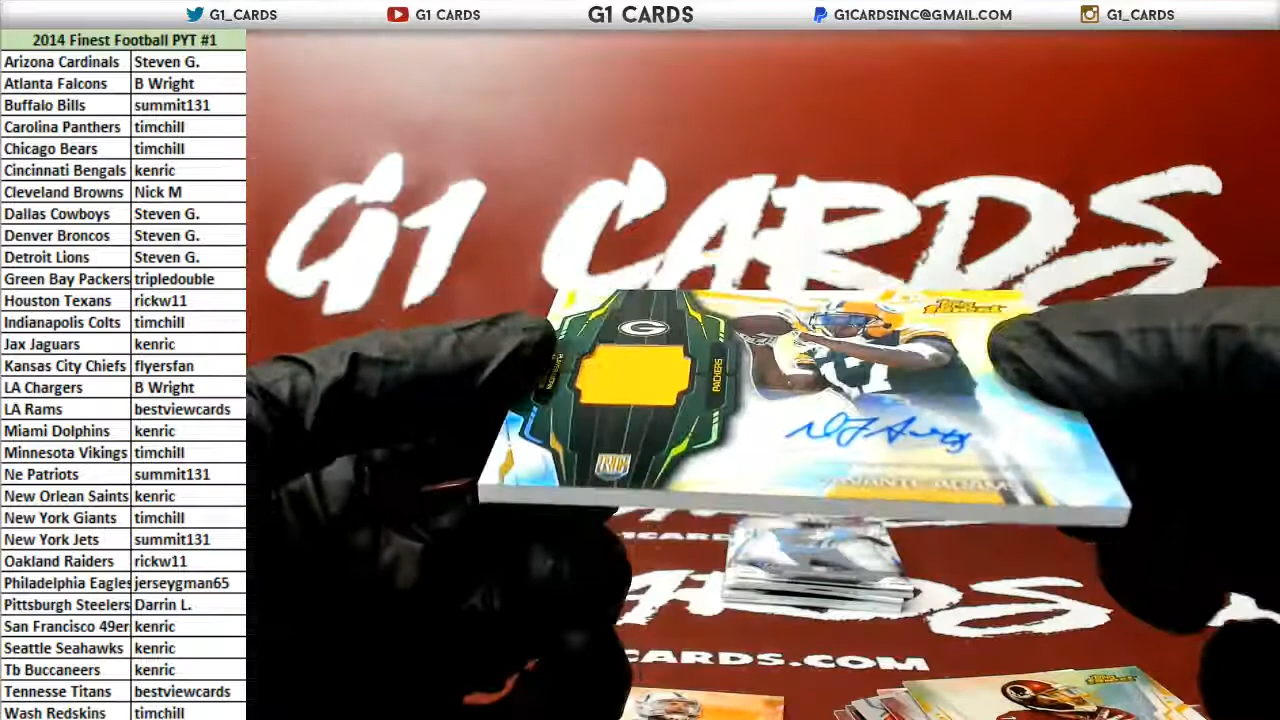 G1_CARDS
G1 CARDS
G1 CARDS
G1CARDSINC@GMAIL.COM
G1_CARDS
2014 Finest Football PYT #1
Arizona Cardinals Steven G.
Atlanta Falcons B Wright
Buffalo Bills summit131
Carolina Panthers timchill
Chicago Bears timchill
Cincinnati Bengals kenric
Cleveland Browns Nick M
Dallas Cowboys Steven G.
Denver Broncos Steven G.
Detroit Lions Steven G.
Green Bay Packers tripledouble
Houston Texans rickw11
Indianapolis Colts timchill
Jax Jaguars kenric
Kansas City Chiefs flyersfan
LA Chargers B Wright
LA Rams bestviewcards
Miami Dolphins kenric
Minnesota Vikings timchill
Ne Patriots summit131
New Orlean Saints kenric
New York Giants timchill
New York Jets summit131
Oakland Raiders rickw11
Philadelphia Eagles jerseygman65
Pittsburgh Steelers Darrin L.
San Francisco 49er kenric
Seattle Seahawks kenric
Tb Buccaneers kenric
Tennesse Titans bestviewcards
Wash Redskins timchill
G1 CARDS
G
PACKERS
17
CARDS.COM